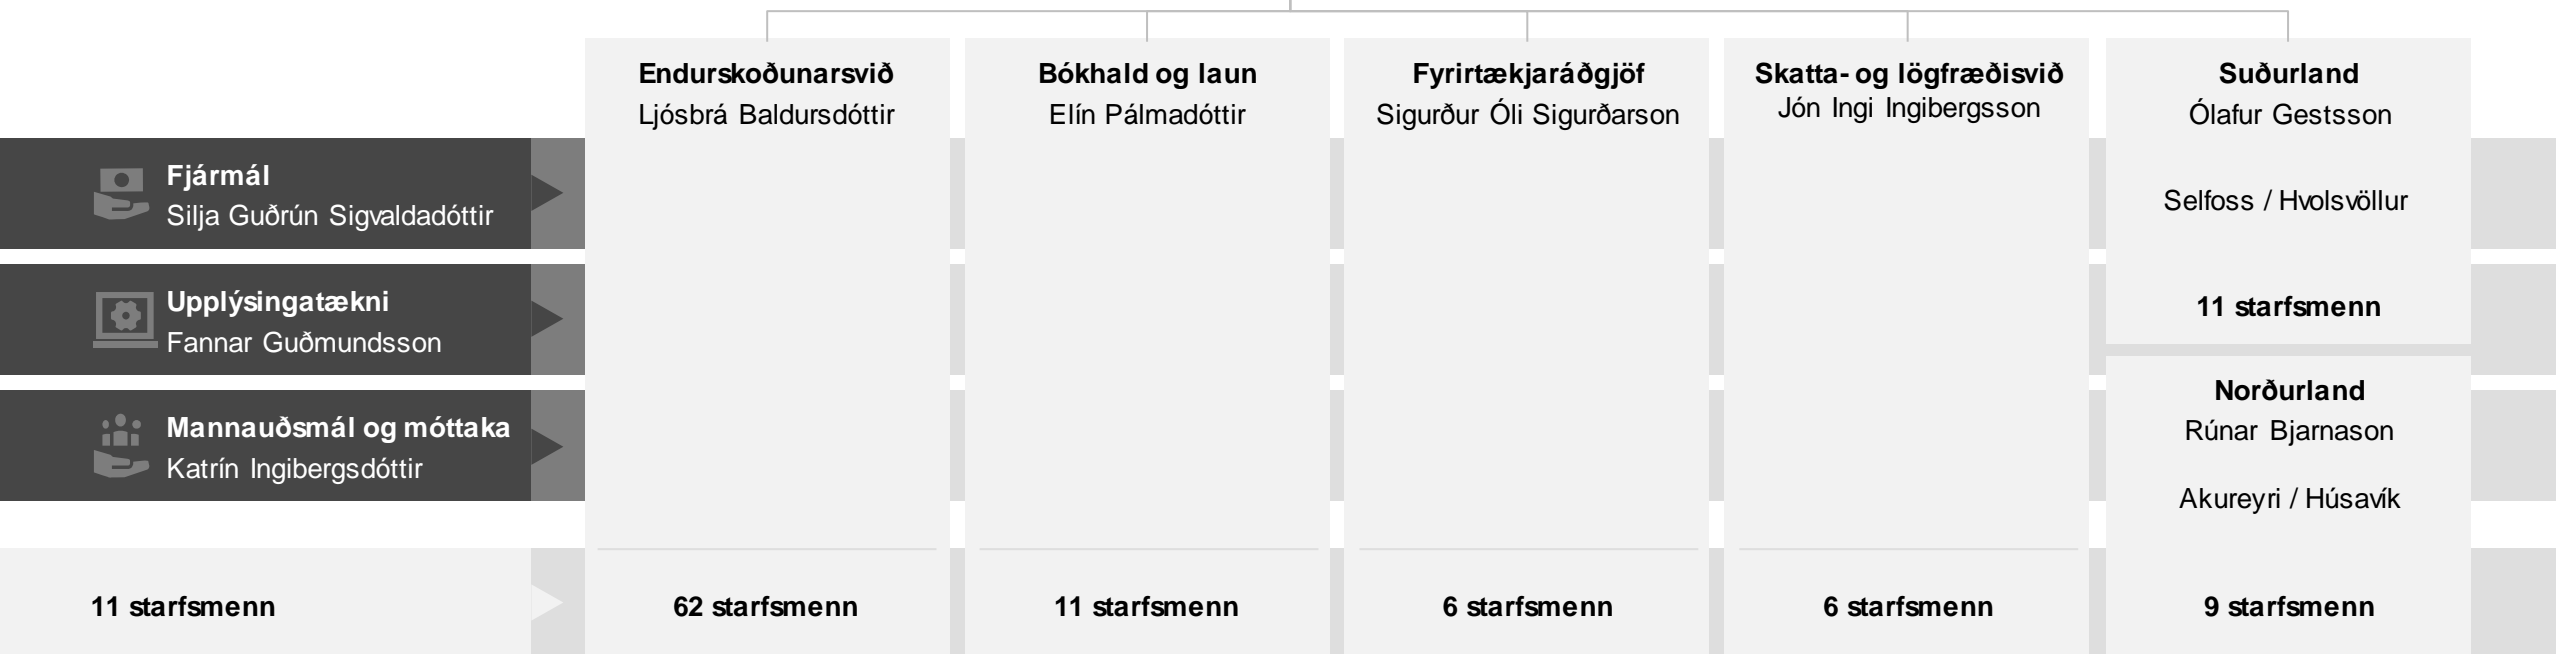 Endurskoðunarsvið
Ljósbrá Baldursdóttir
Bókhald og laun
Elín Pálmadóttir
Fyrirtækjaráðgjöf
Sigurður Óli Sigurðarson
Skatta- og lögfræðisvið
Jón Ingi Ingibergsson
Suðurland
Ólafur Gestsson
Selfoss / Hvolsvöllur
11 starfsmenn
Norðurland
Rúnar Bjarnason
Akureyri / Húsavík
Fjármál
Silja Guðrún Sigvaldadóttir
Upplýsingatækni
Fannar Guðmundsson
Mannauðsmál og móttaka
Katrín Ingibergsdóttir
11 starfsmenn
62 starfsmenn
11 starfsmenn
6 starfsmenn
6 starfsmenn
9 starfsmenn